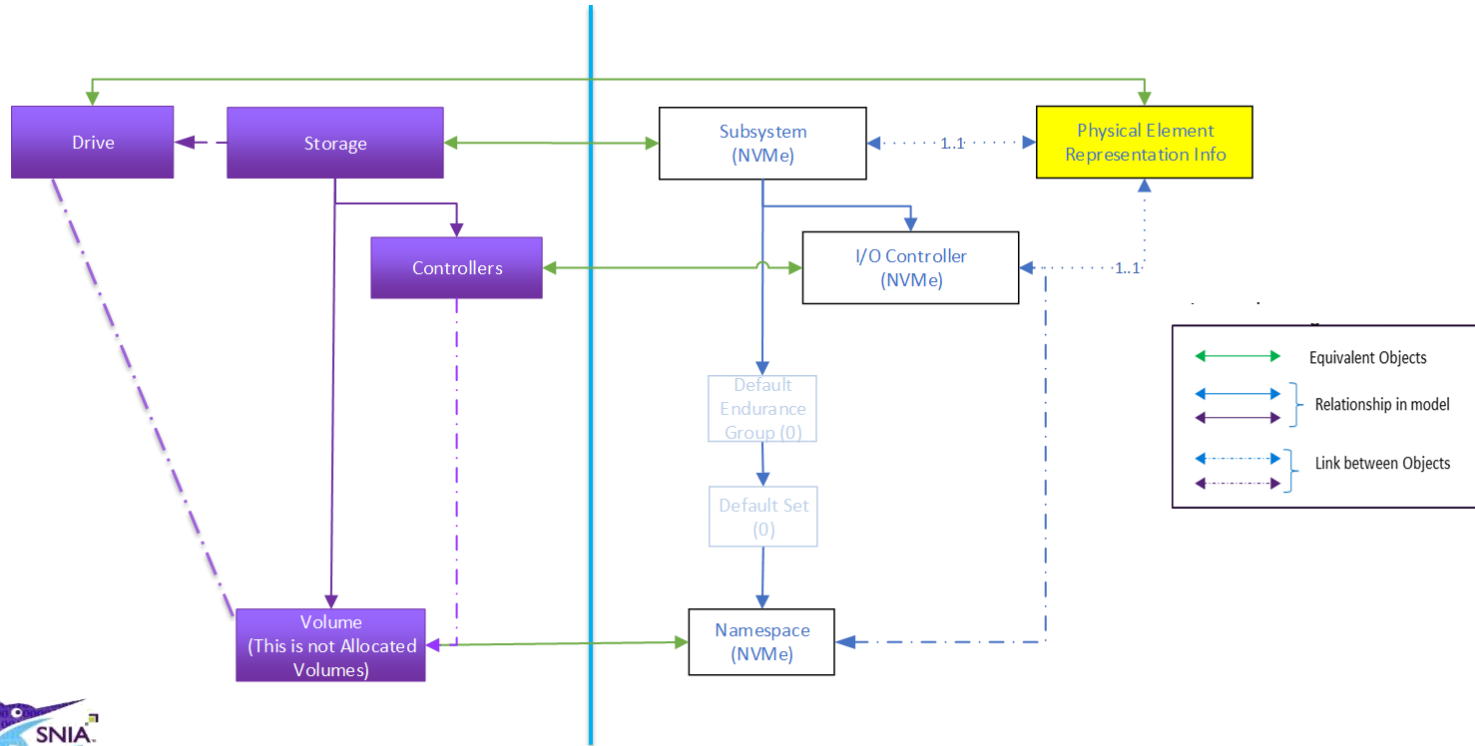 Drive
Storage
Subsystem
(NVMe)
1..1
Physical Element
Representation Info
Controllers
I/O Controller
(NVMe)
1..1
Equivalent Objects
Relationship in model
Link between Objects
Default
Endurance
Group (0)
Default Set
(0)
Volume
(This is not Allocated
Volumes)
Namespace
(NVMe)
SNIA